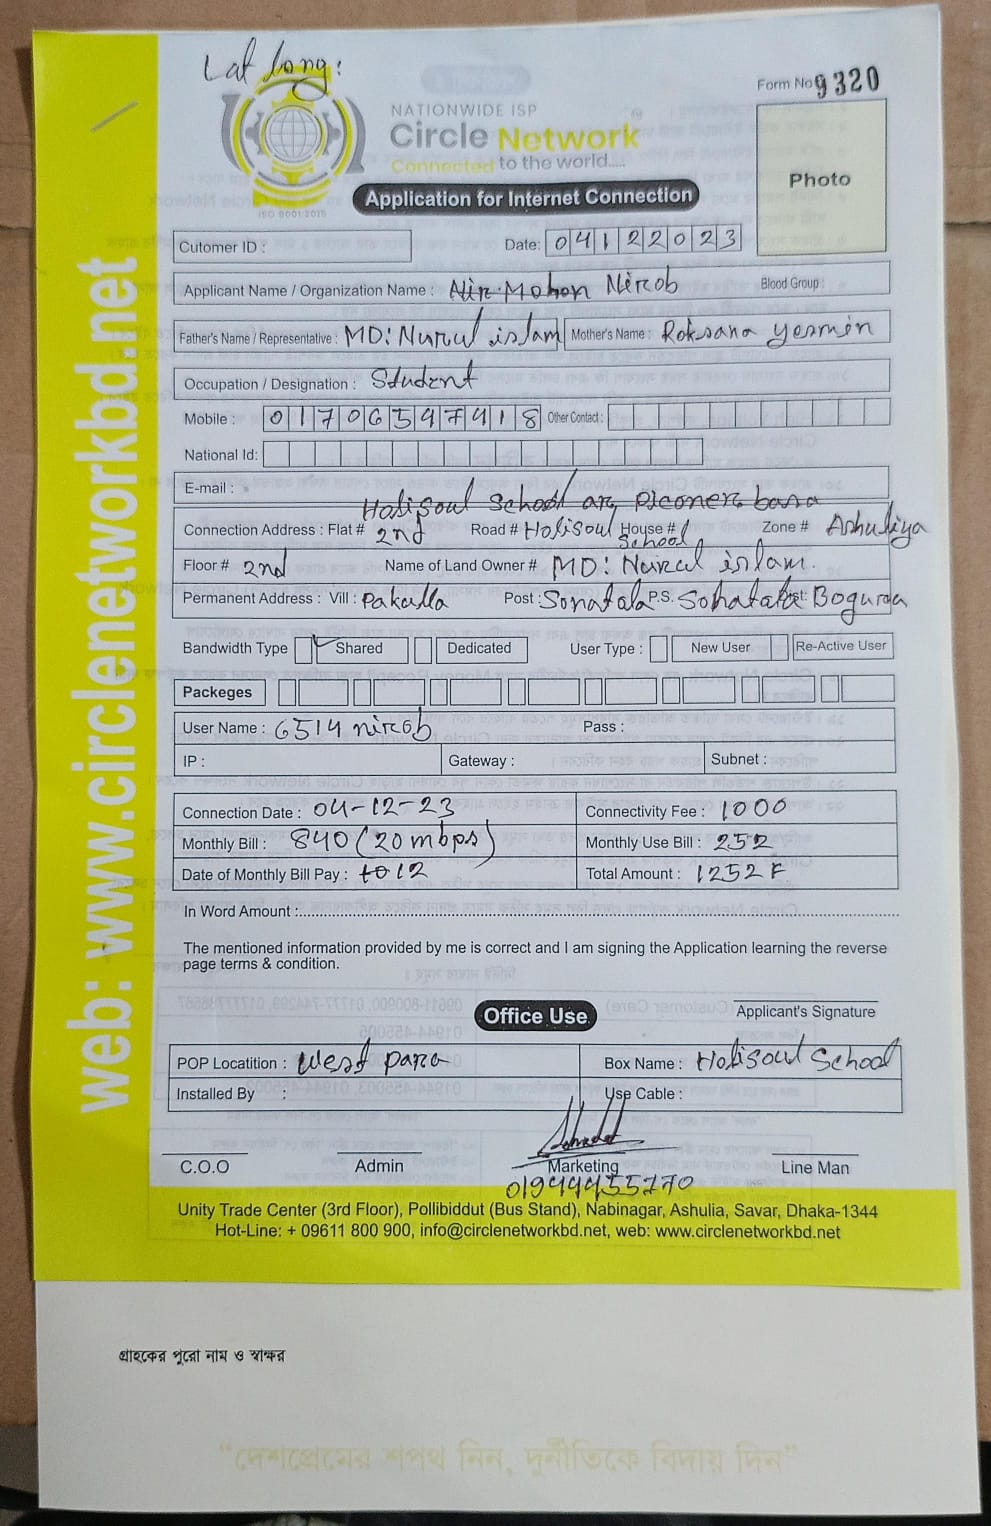 Lat long:
Form No 9320
NATIONWIDE ISP
Circle Network
Connected to the world....
ISO 9001:2015
Photo
Application for Internet Connection
Cutomer ID :
Date: 04122023
Applicant Name / Organization Name : Mohon Nirob Blood Group :
Father's Name / Representative : MD: Nurul islam Mother's Name : Roksana yesmin
Occupation / Designation : Student
Mobile : 01706597918 Other Contact :
National Id:
E-mail :
Holisoul School ar, bara
Connection Address : Flat # 2nd Road # Holisoul House # School Zone # Ashuliya
Floor # 2nd Name of Land Owner # MD: Nurul islam.
Permanent Address : Vill : Pakulla Post : Sonatala P.S. Sonatala Dist: Bogura
Bandwidth Type Shared Dedicated User Type : New User Re-Active User
Packeges
User Name : 6514nirob Pass :
IP : Gateway : Subnet :
Connection Date : 04-12-23 Connectivity Fee : 1000
Monthly Bill : 840 (20 mbps) Monthly Use Bill : 252
Date of Monthly Bill Pay : to 12 Total Amount : 1252
In Word Amount :
The mentioned information provided by me is correct and I am signing the Application learning the reverse
page terms & condition.
Applicant's Signature
Office Use
POP Locatition : West para Box Name : Holisoul School
Installed By : Use Cable :
C.O.O Admin Marketing Line Man
01944455170
Unity Trade Center (3rd Floor), Pollibiddut (Bus Stand), Nabinagar, Ashulia, Savar, Dhaka-1344
Hot-Line: + 09611 800 900, info@circlenetworkbd.net, web: www.circlenetworkbd.net
web: www.circlenetworkbd.net
গ্রাহকের পুরো নাম ও স্বাক্ষর
“দেশপ্রেমের শপথ নিন, দুর্নীতিকে বিদায় দিন”